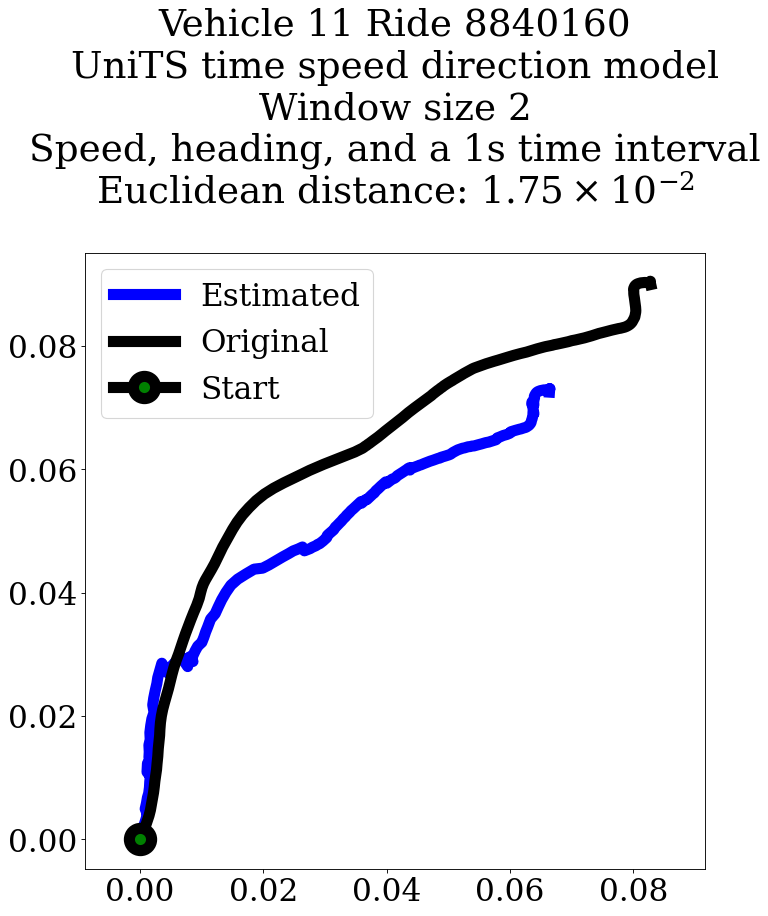 Vehicle 11 Ride 8840160
UniTS time speed direction model
Window size 2
Speed, heading, and a 1s time interval
Euclidean distance: 1.75 × 10⁻²
Estimated
Original
Start
0.08
0.06
0.04
0.02
0.00
0.00 0.02 0.04 0.06 0.08